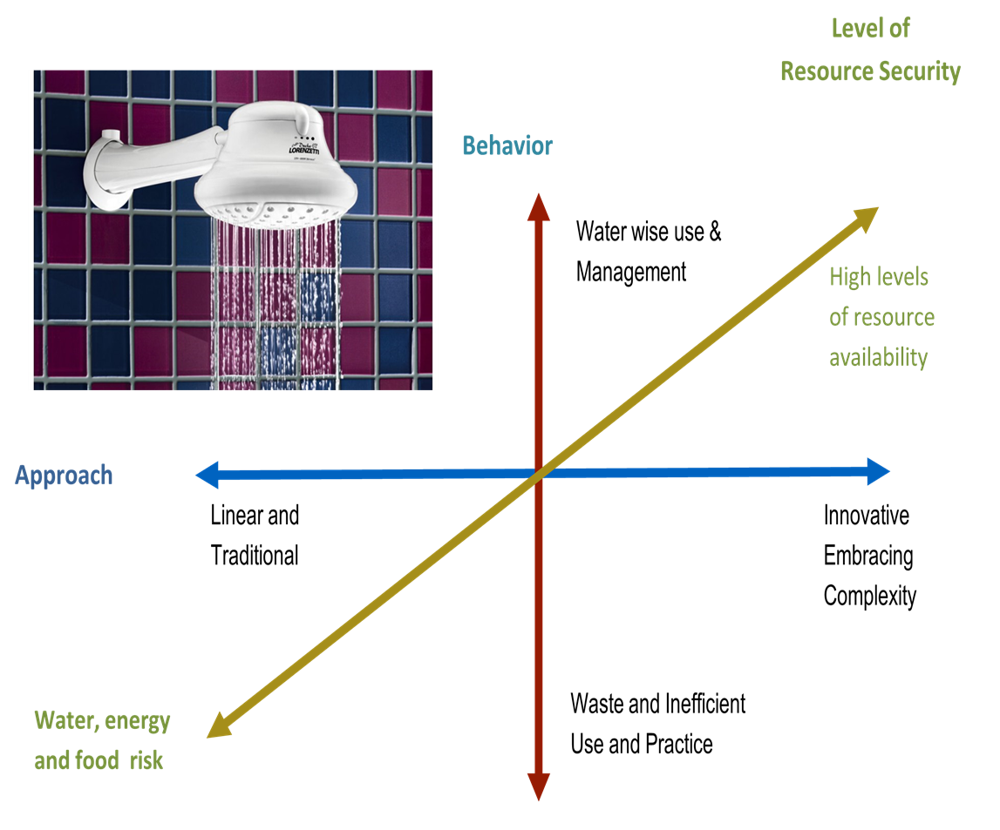 Level of
Resource Security
Behavior
Ducha
LORENZETTI
Water wise use &
Management
High levels
of resource
availability
Approach
Linear and
Traditional
Innovative
Embracing
Complexity
Waste and Inefficient
Use and Practice
Water, energy
and food risk